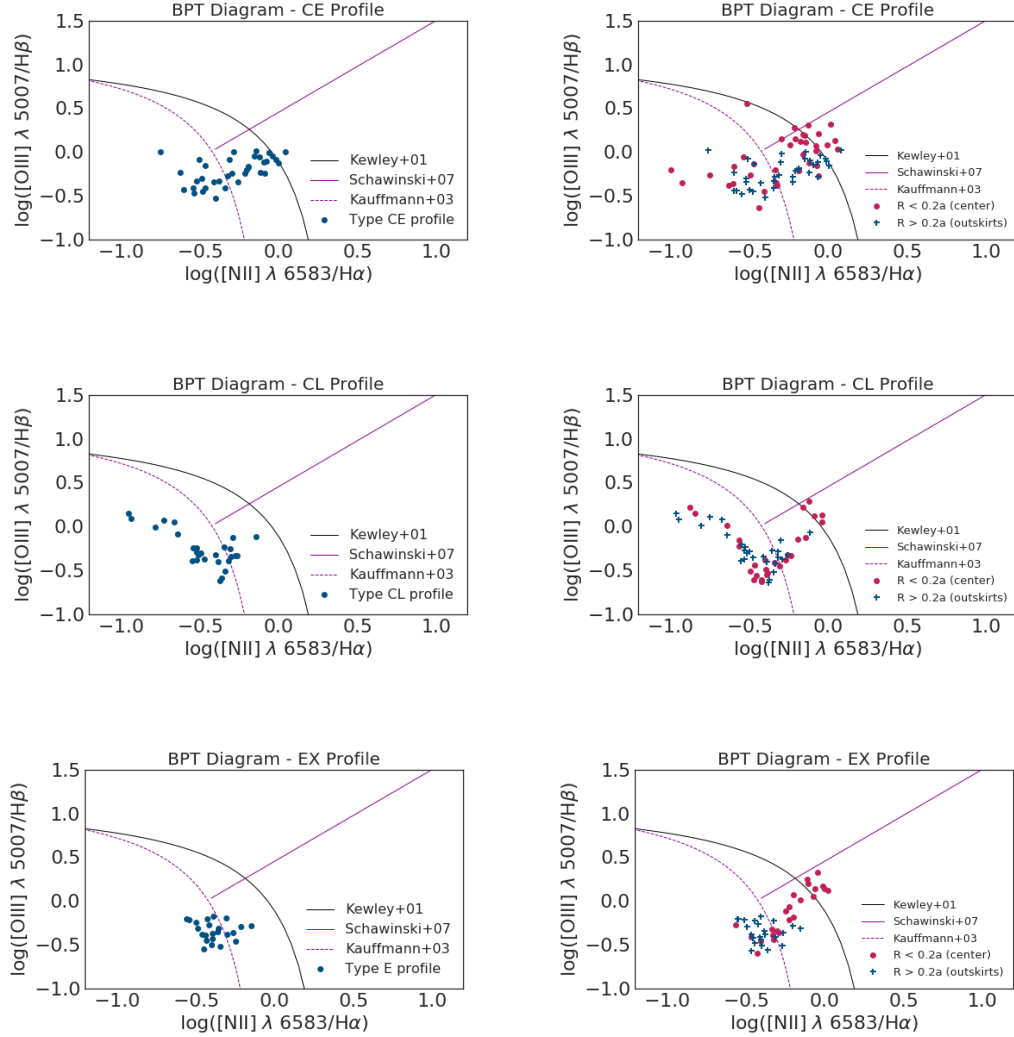 BPT Diagram - CE Profile
1.5
1.0
0.5
0.0
−0.5
−1.0
log([OIII] λ 5007/Hβ)
Kewley+01
Schawinski+07
Kauffmann+03
Type CE profile
−1.0 −0.5 0.0 0.5 1.0
log([NII] λ 6583/Hα)
BPT Diagram - CE Profile
1.5
1.0
0.5
0.0
−0.5
−1.0
log([OIII] λ 5007/Hβ)
Kewley+01
Schawinski+07
Kauffmann+03
R < 0.2a (center)
R > 0.2a (outskirts)
−1.0 −0.5 0.0 0.5 1.0
log([NII] λ 6583/Hα)
BPT Diagram - CL Profile
1.5
1.0
0.5
0.0
−0.5
−1.0
log([OIII] λ 5007/Hβ)
Kewley+01
Schawinski+07
Kauffmann+03
Type CL profile
−1.0 −0.5 0.0 0.5 1.0
log([NII] λ 6583/Hα)
BPT Diagram - CL Profile
1.5
1.0
0.5
0.0
−0.5
−1.0
log([OIII] λ 5007/Hβ)
Kewley+01
Schawinski+07
Kauffmann+03
R < 0.2a (center)
R > 0.2a (outskirts)
−1.0 −0.5 0.0 0.5 1.0
log([NII] λ 6583/Hα)
BPT Diagram - EX Profile
1.5
1.0
0.5
0.0
−0.5
−1.0
log([OIII] λ 5007/Hβ)
Kewley+01
Schawinski+07
Kauffmann+03
Type E profile
−1.0 −0.5 0.0 0.5 1.0
log([NII] λ 6583/Hα)
BPT Diagram - EX Profile
1.5
1.0
0.5
0.0
−0.5
−1.0
log([OIII] λ 5007/Hβ)
Kewley+01
Schawinski+07
Kauffmann+03
R < 0.2a (center)
R > 0.2a (outskirts)
−1.0 −0.5 0.0 0.5 1.0
log([NII] λ 6583/Hα)